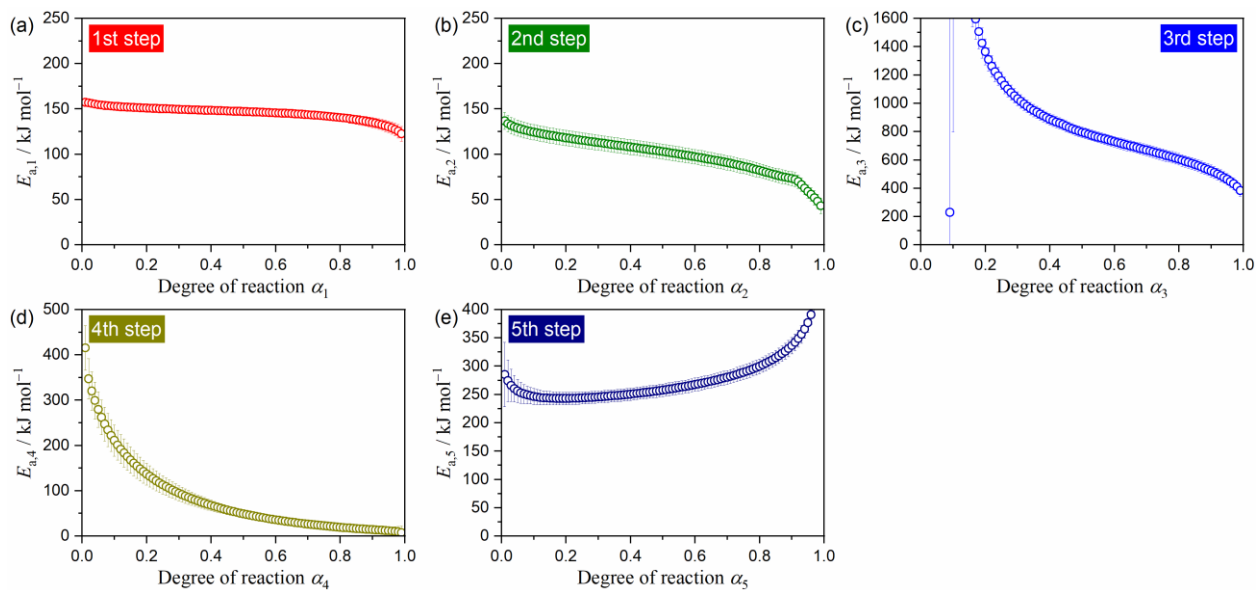 (a)
1st step
250
200
150
100
50
0
E_{a,1} / kJ mol^{−1}
0.0 0.2 0.4 0.6 0.8 1.0
Degree of reaction α_1
(b)
2nd step
250
200
150
100
50
0
E_{a,2} / kJ mol^{−1}
0.0 0.2 0.4 0.6 0.8 1.0
Degree of reaction α_2
(c)
3rd step
1600
1400
1200
1000
800
600
400
200
0
E_{a,3} / kJ mol^{−1}
0.0 0.2 0.4 0.6 0.8 1.0
Degree of reaction α_3
(d)
4th step
500
400
300
200
100
0
E_{a,4} / kJ mol^{−1}
0.0 0.2 0.4 0.6 0.8 1.0
Degree of reaction α_4
(e)
5th step
400
350
300
250
200
150
100
50
0
E_{a,5} / kJ mol^{−1}
0.0 0.2 0.4 0.6 0.8 1.0
Degree of reaction α_5